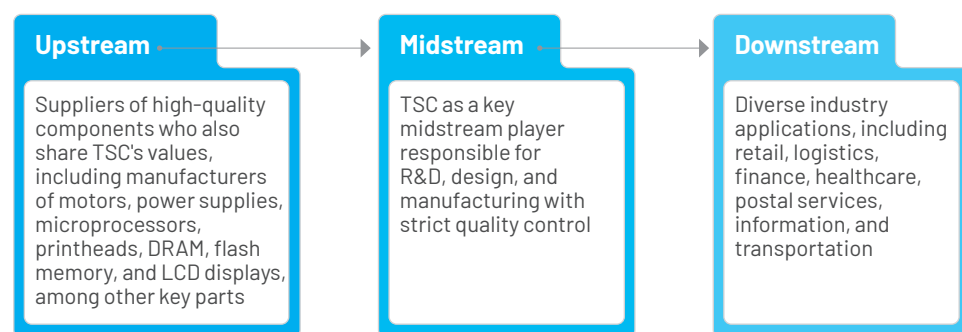 Upstream
Suppliers of high-quality
components who also
share TSC's values,
including manufacturers
of motors, power supplies,
microprocessors,
printheads, DRAM, flash
memory, and LCD displays,
among other key parts
Midstream
TSC as a key
midstream player
responsible for
R&D, design, and
manufacturing with
strict quality control
Downstream
Diverse industry
applications, including
retail, logistics,
finance, healthcare,
postal services,
information, and
transportation